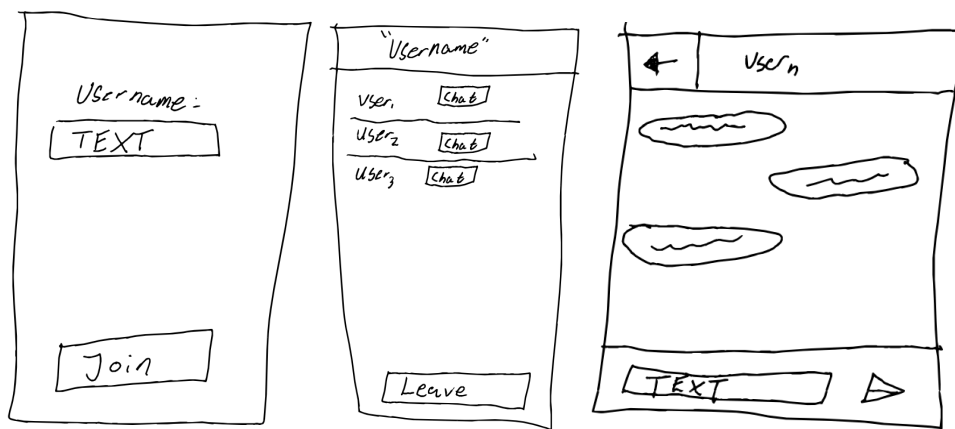 Username:
TEXT
Join
"Username"
User₁ Chat
User₂ Chat
User₃ Chat
Leave
Userₙ
TEXT